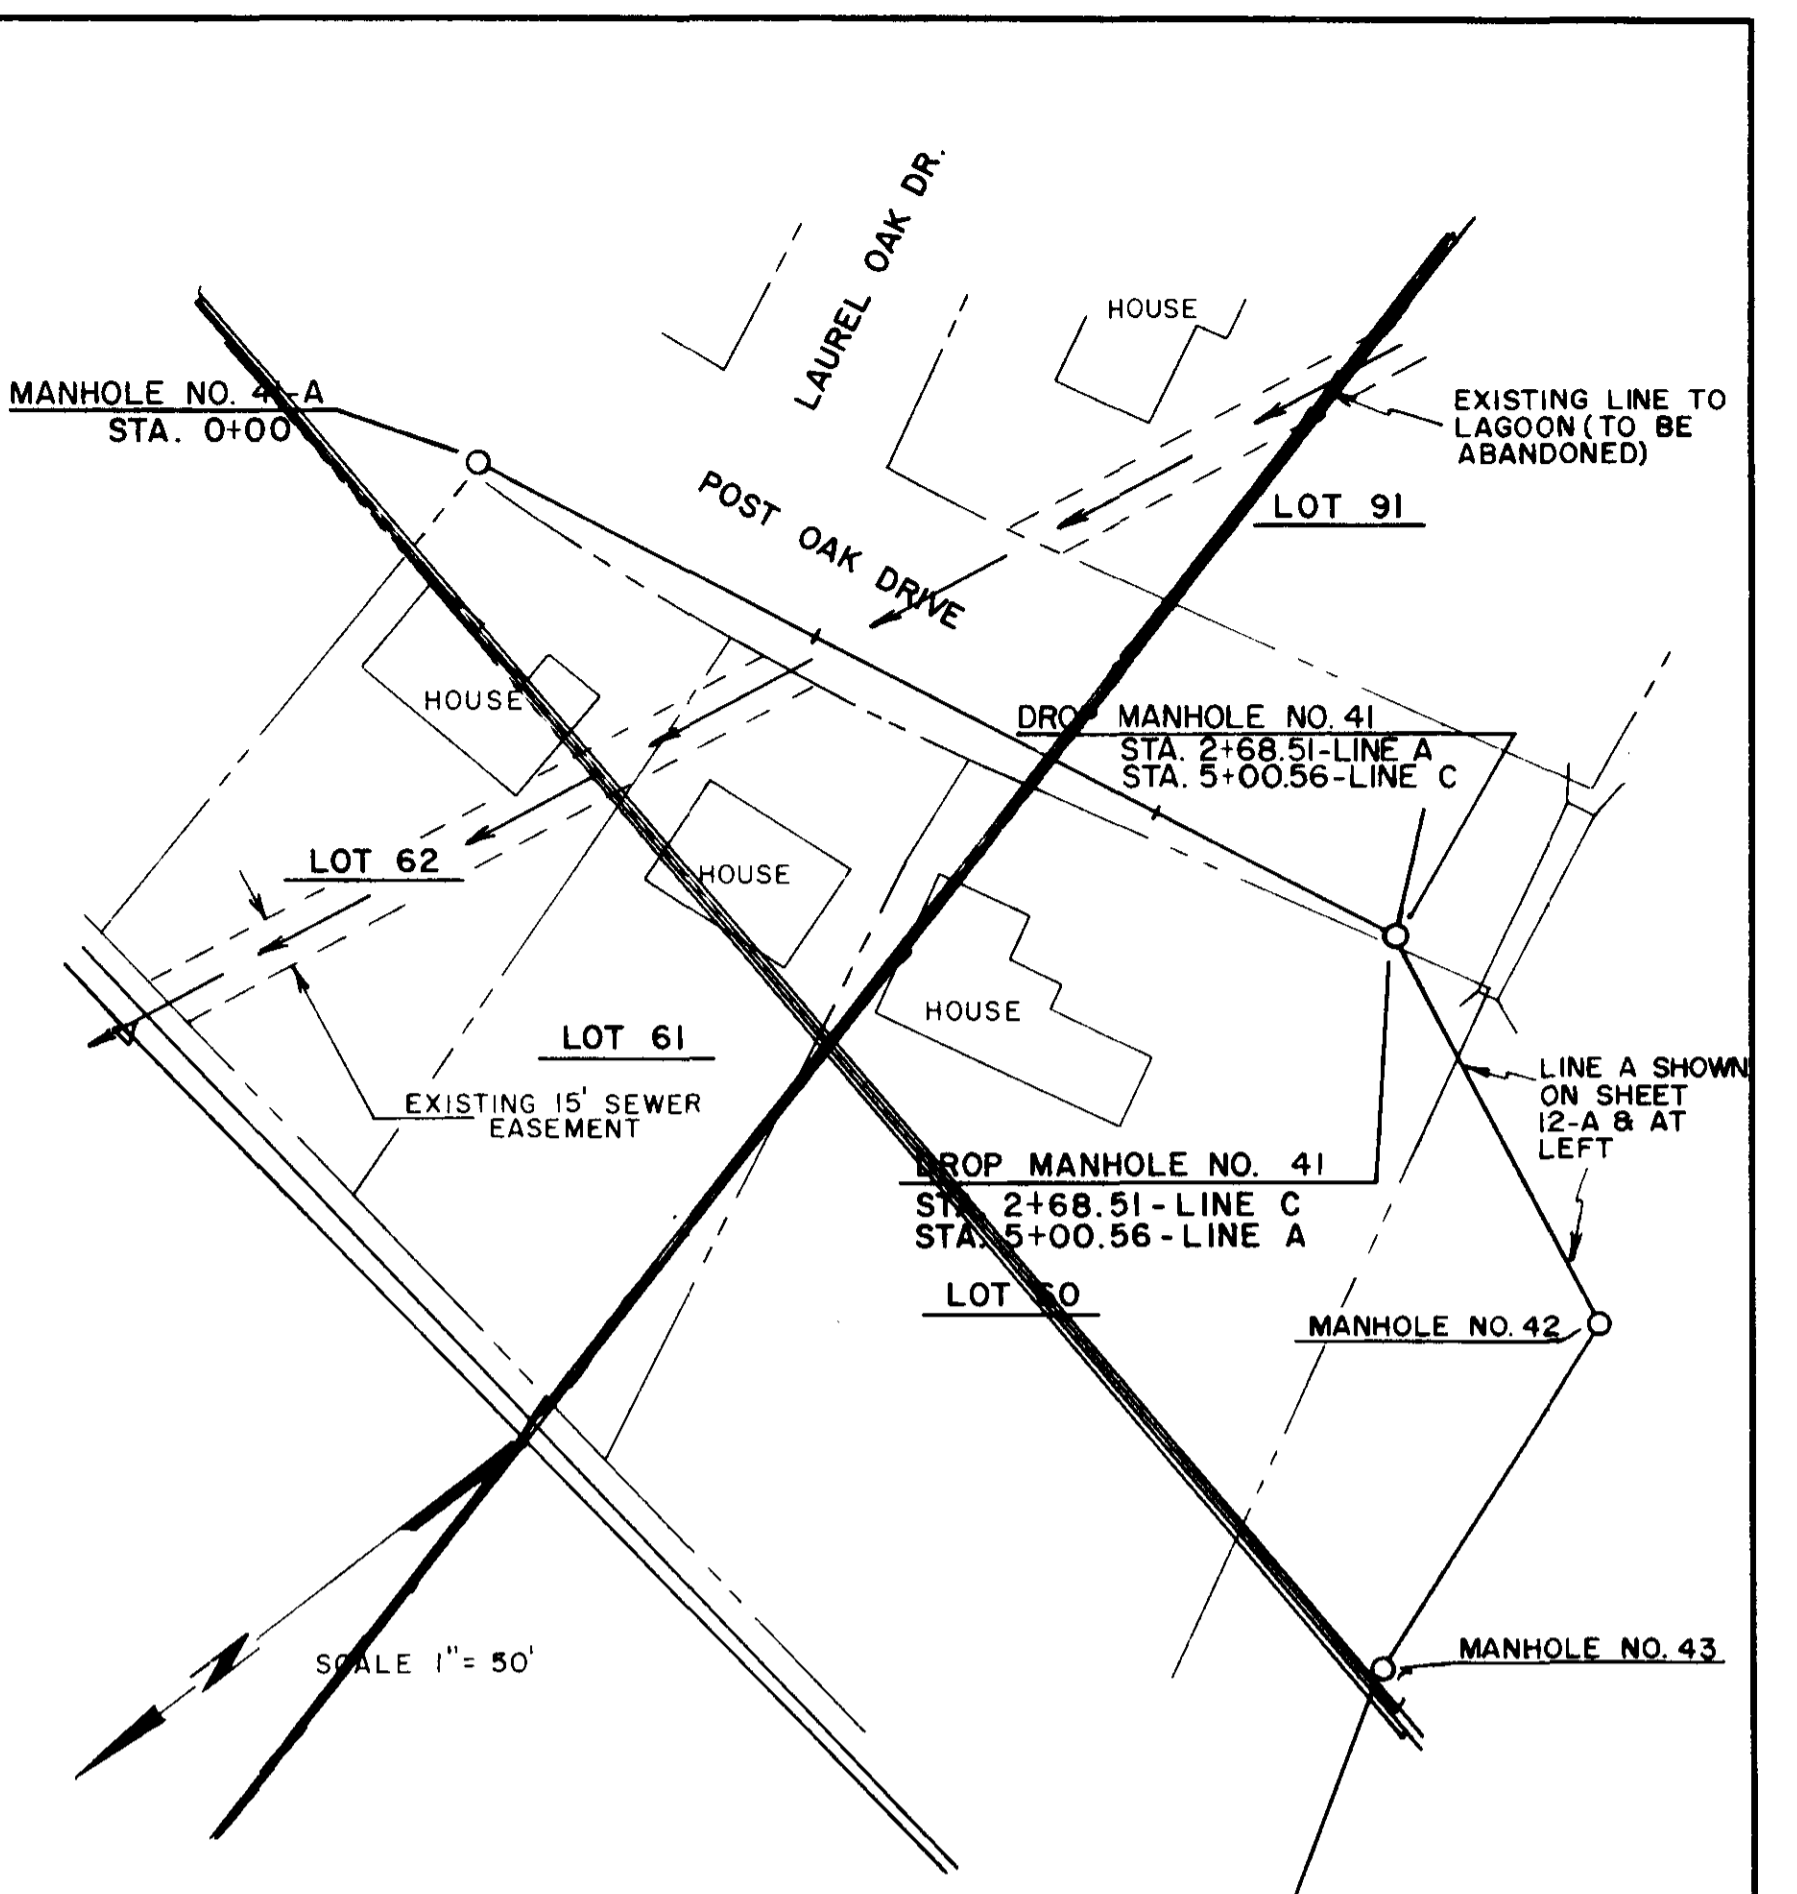 LAUREL OAK DR.
HOUSE
MANHOLE NO. 41-A
STA. 0+00
EXISTING LINE TO
LAGOON (TO BE
ABANDONED)
LOT 91
POST OAK DRIVE
HOUSE
DROP MANHOLE NO. 41
STA. 2+68.51-LINE A
STA. 5+00.56-LINE C
LOT 62
HOUSE
HOUSE
LOT 61
LINE A SHOWN
ON SHEET
12-A & AT
LEFT
EXISTING 15' SEWER
EASEMENT
DROP MANHOLE NO. 41
STA. 2+68.51-LINE C
STA. 5+00.56-LINE A
LOT 60
MANHOLE NO. 42
SCALE 1"= 50'
MANHOLE NO. 43